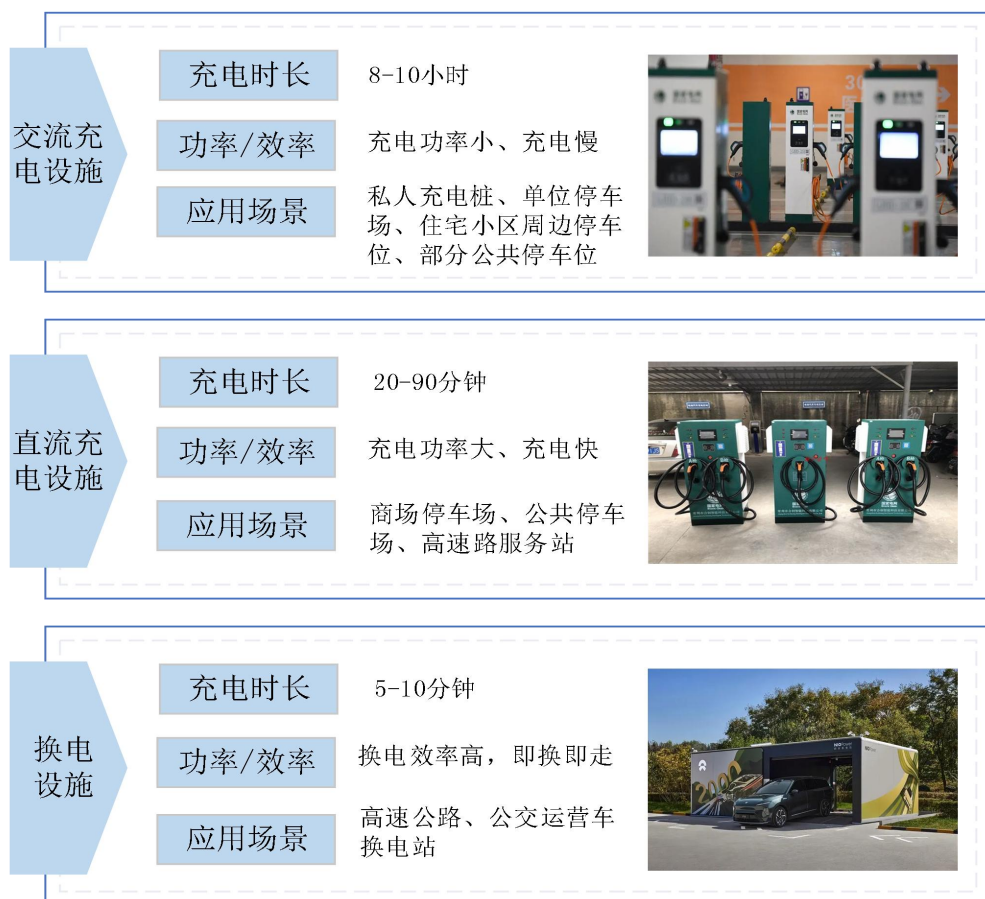 交流充
电设施
充电时长
8-10小时
功率/效率
充电功率小、充电慢
应用场景
私人充电桩、单位停车
场、住宅小区周边停车
位、部分公共停车位
直流充
电设施
充电时长
20-90分钟
功率/效率
充电功率大、充电快
应用场景
商场停车场、公共停车
场、高速路服务站
换电
设施
充电时长
5-10分钟
功率/效率
换电效率高，即换即走
应用场景
高速公路、公交运营车
换电站
NIO Power